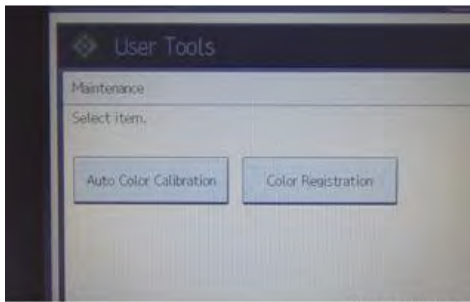 User Tools
Maintenance
Select item.
Auto Color Calibration Color Registration